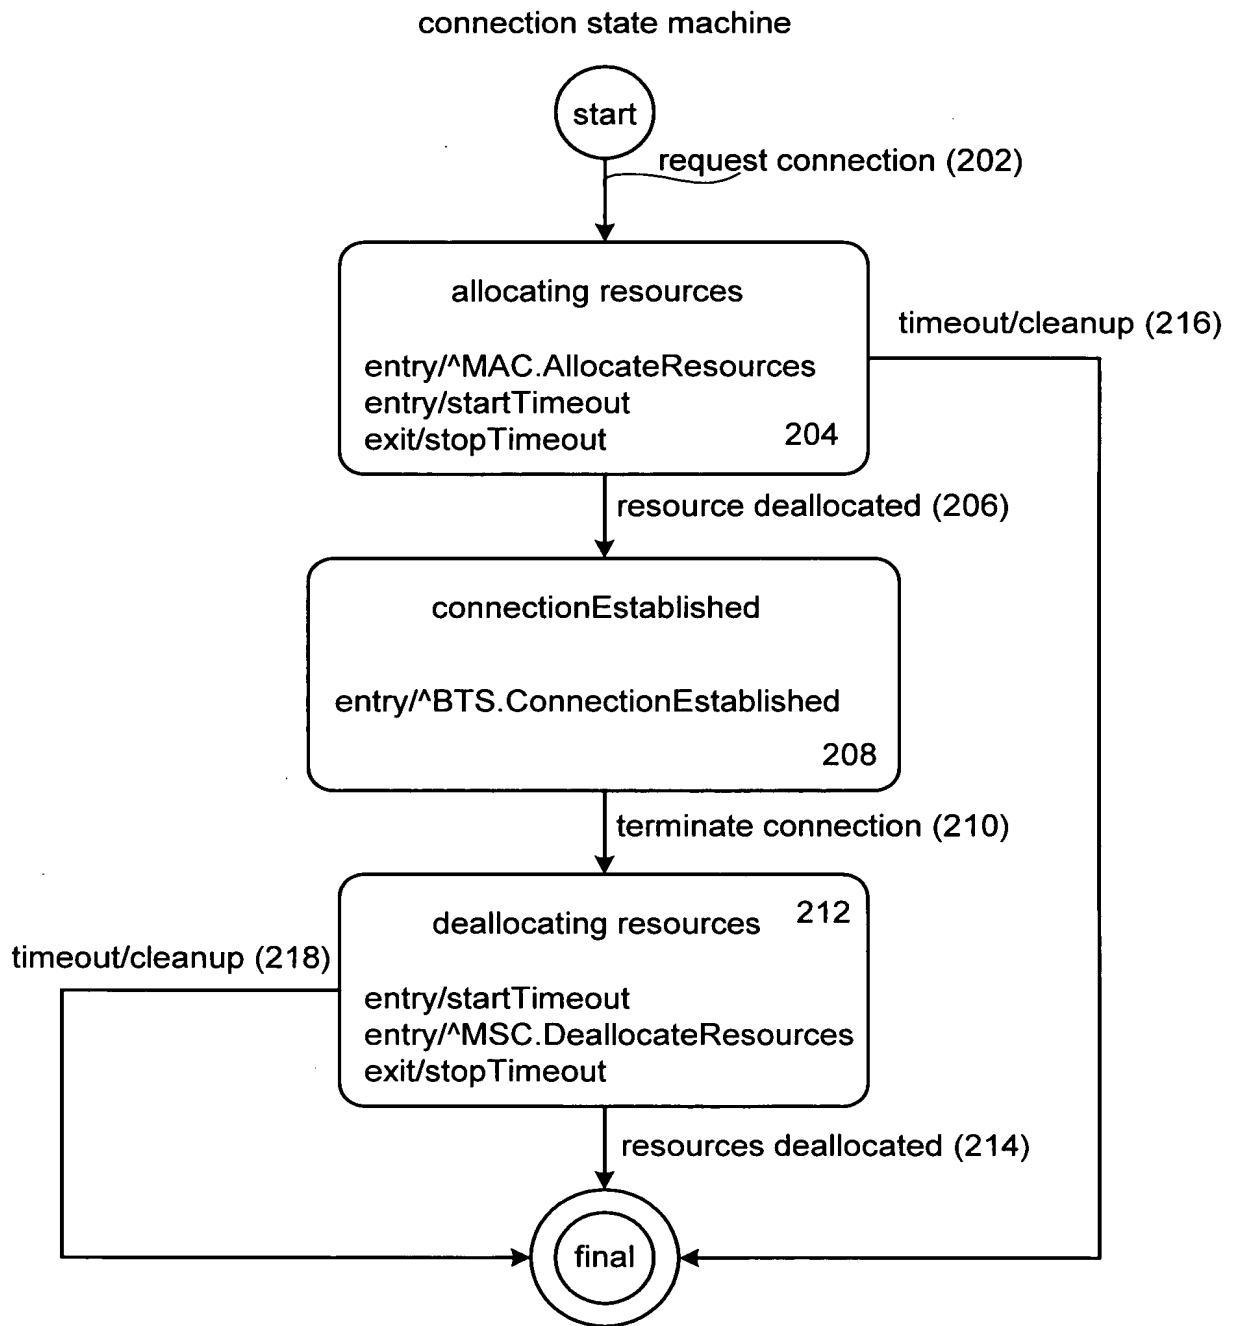 connection state machine
start
request connection (202)
allocating resources
timeout/cleanup (216)
entry/^MAC.AllocateResources
entry/startTimeout
exit/stopTimeout
204
resource deallocated (206)
connectionEstablished
entry/^BTS.ConnectionEstablished
208
terminate connection (210)
212
deallocating resources
timeout/cleanup (218)
entry/startTimeout
entry/^MSC.DeallocateResources
exit/stopTimeout
resources deallocated (214)
final